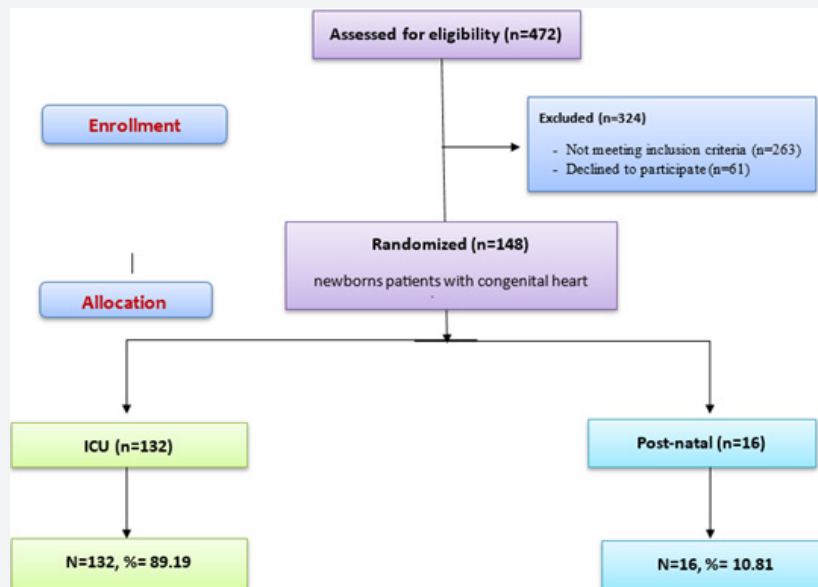 Assessed for eligibility (n=472)
Enrollment
Excluded (n=324)
- Not meeting inclusion criteria (n=263)
- Declined to participate (n=61)
Randomized (n=148)
newborns patients with congenital heart
.
Allocation
ICU (n=132)
Post-natal (n=16)
N=132, %= 89.19
N=16, %= 10.81